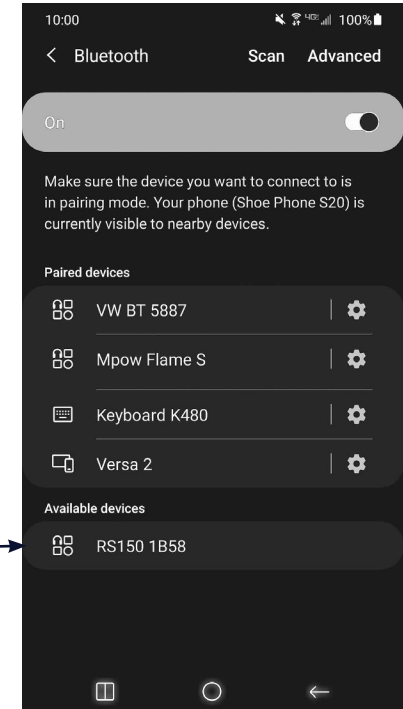 10:00 4G 100%
Bluetooth Scan Advanced
On
Make sure the device you want to connect to is
in pairing mode. Your phone (Shoe Phone S20) is
currently visible to nearby devices.
Paired devices
VW BT 5887
Mpow Flame S
Keyboard K480
Versa 2
Available devices
RS150 1B58